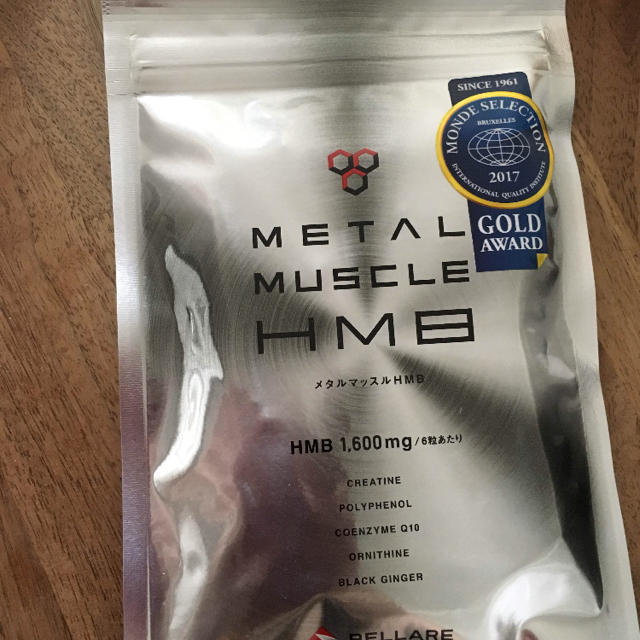 SINCE 1961
MONDE SELECTION
BRUXELLES
2017
INTERNATIONAL QUALITY INSTITUTE
GOLD
AWARD
METAL
MUSCLE
HMB
メタルマッスルHMB
HMB 1,600mg/6粒あたり
CREATINE
POLYPHENOL
COENZYME Q10
ORNITHINE
BLACK GINGER
BELLARE